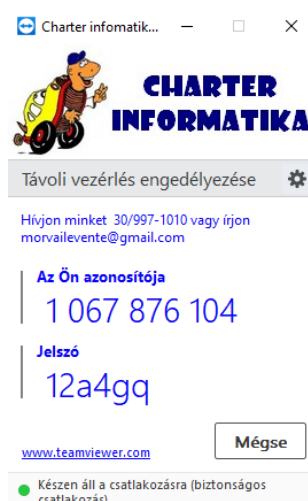 Charter infomatik...
CHARTER
INFORMATIKA
Távoli vezérlés engedélyezése
Hívjon minket 30/997-1010 vagy írjon
morvailevente@gmail.com
Az Ön azonosítója
1 067 876 104
Jelszó
12a4gq
www.teamviewer.com
Mégse
Készen áll a csatlakozásra (biztonságos
csatlakozás)